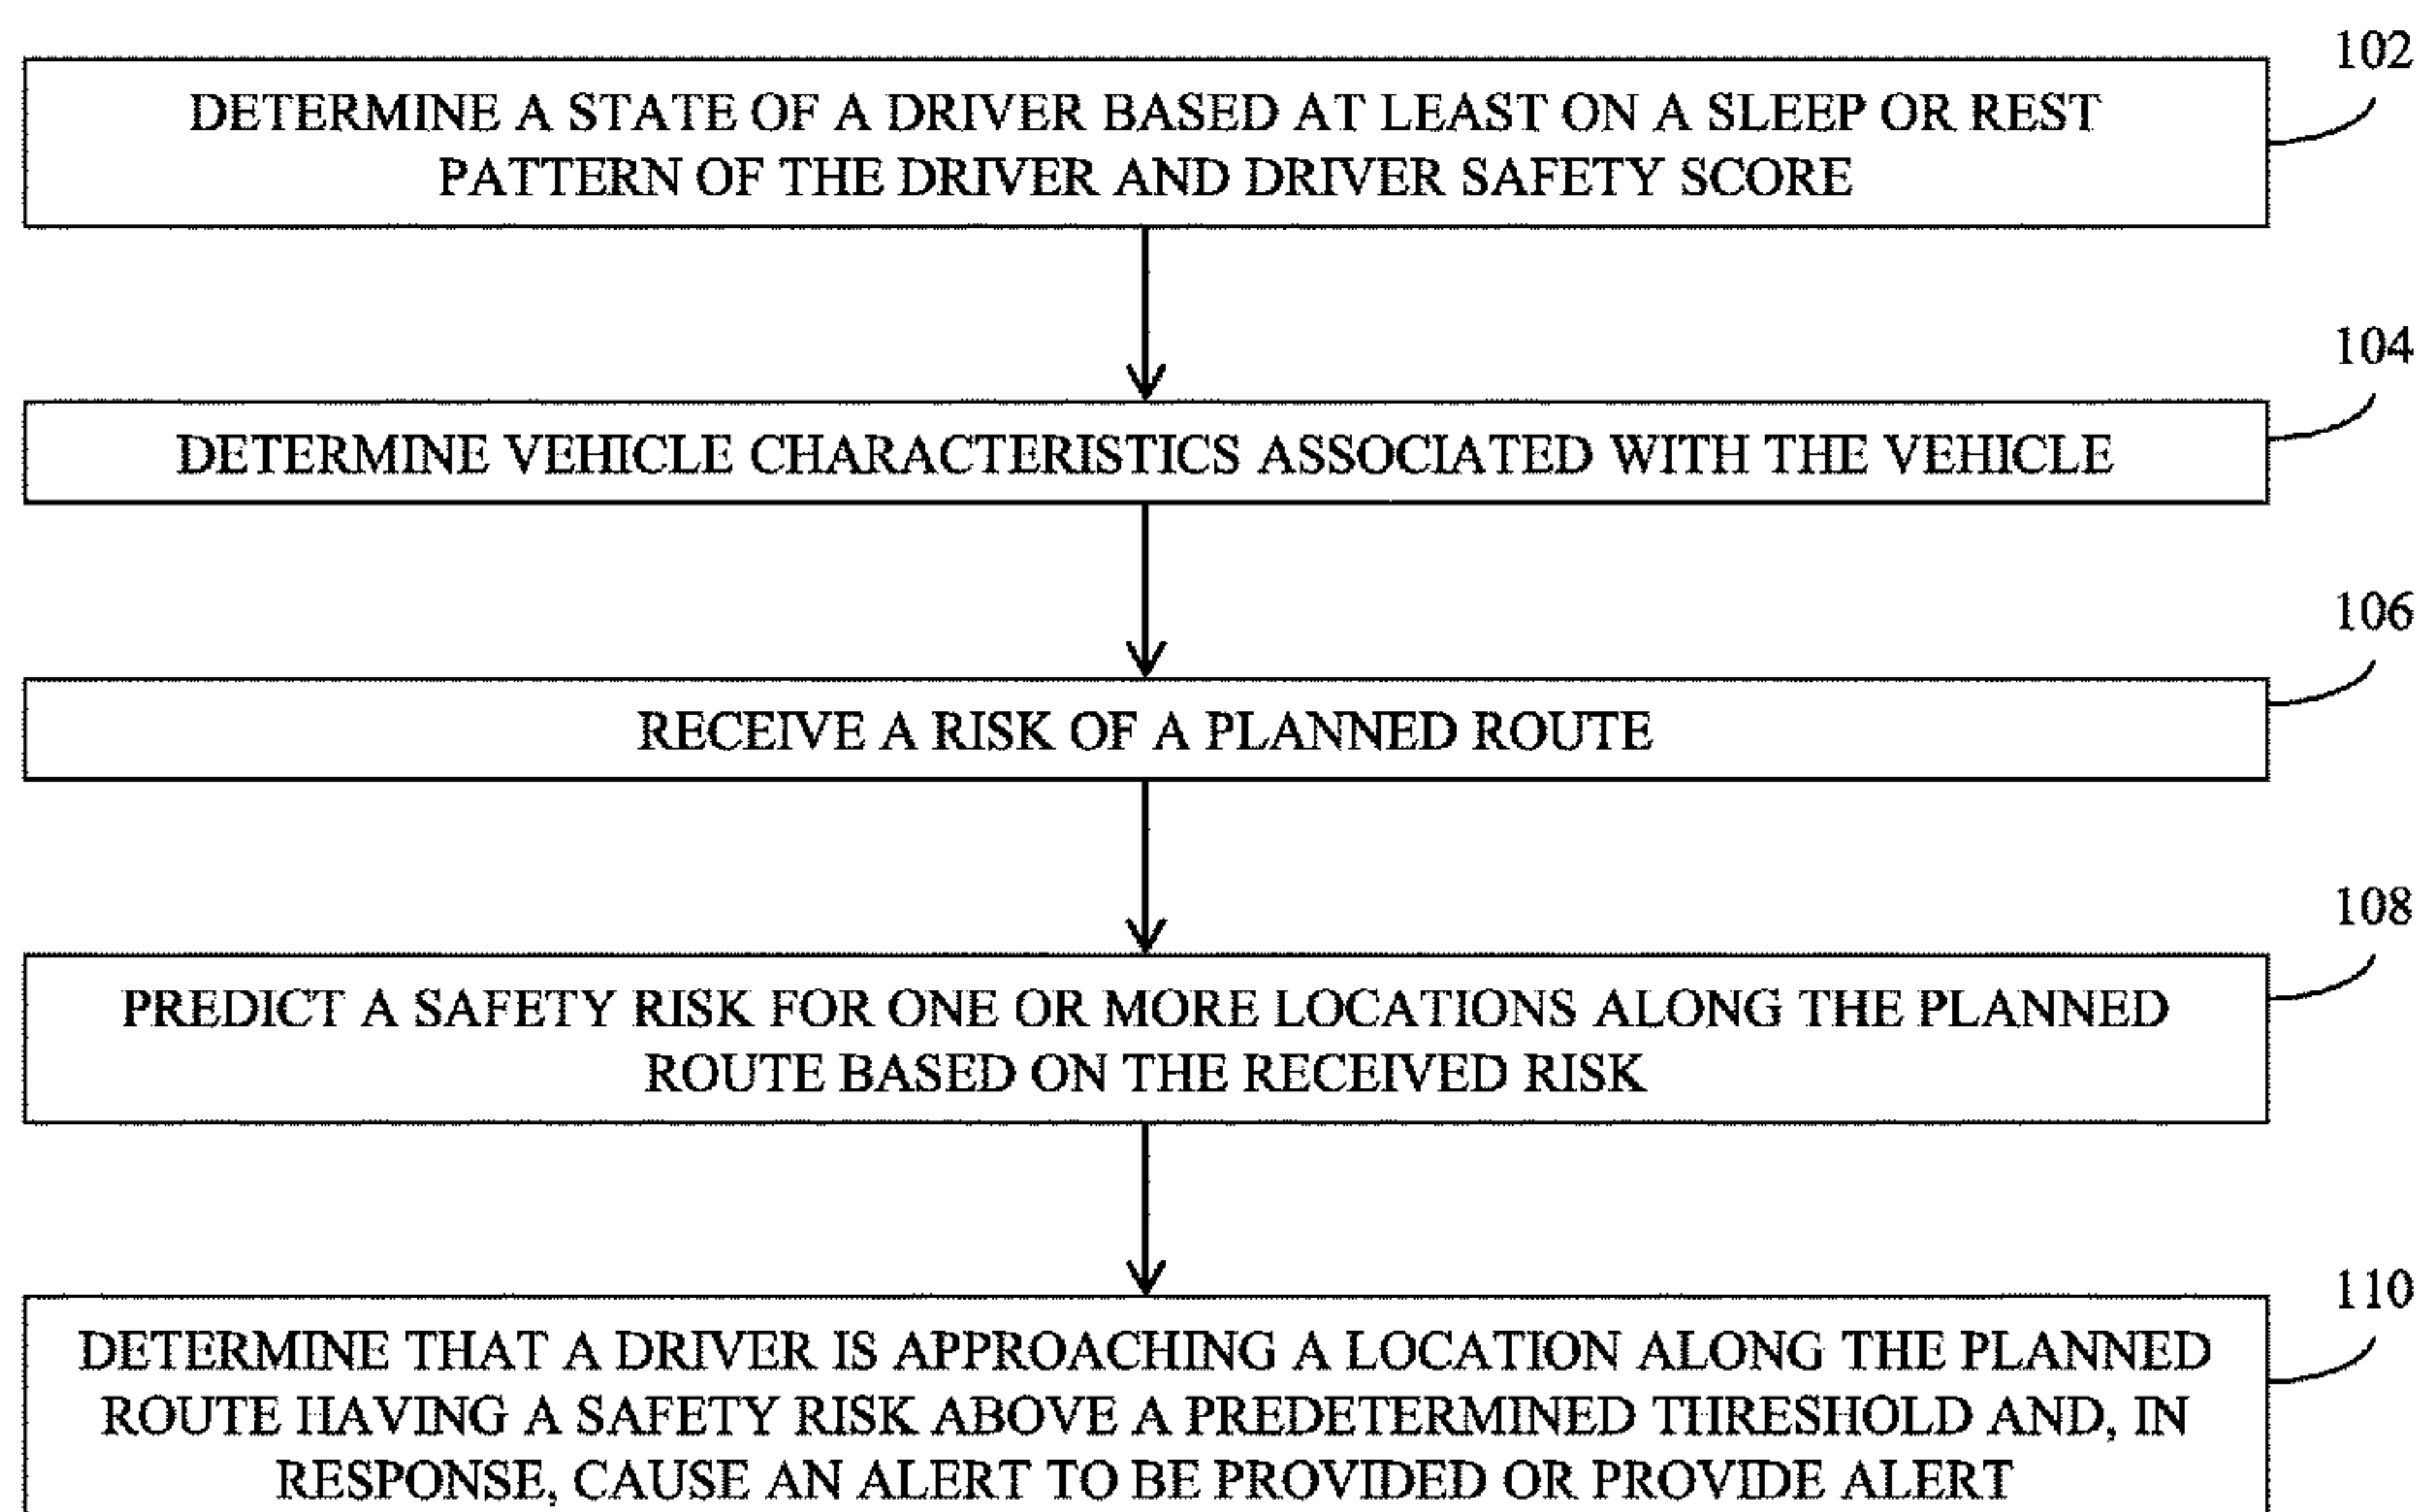 102
DETERMINE A STATE OF A DRIVER BASED AT LEAST ON A SLEEP OR REST
PATTERN OF THE DRIVER AND DRIVER SAFETY SCORE
104
DETERMINE VEHICLE CHARACTERISTICS ASSOCIATED WITH THE VEHICLE
106
RECEIVE A RISK OF A PLANNED ROUTE
108
PREDICT A SAFETY RISK FOR ONE OR MORE LOCATIONS ALONG THE PLANNED
ROUTE BASED ON THE RECEIVED RISK
110
DETERMINE THAT A DRIVER IS APPROACHING A LOCATION ALONG THE PLANNED
ROUTE HAVING A SAFETY RISK ABOVE A PREDETERMINED THRESHOLD AND, IN
RESPONSE, CAUSE AN ALERT TO BE PROVIDED OR PROVIDE ALERT